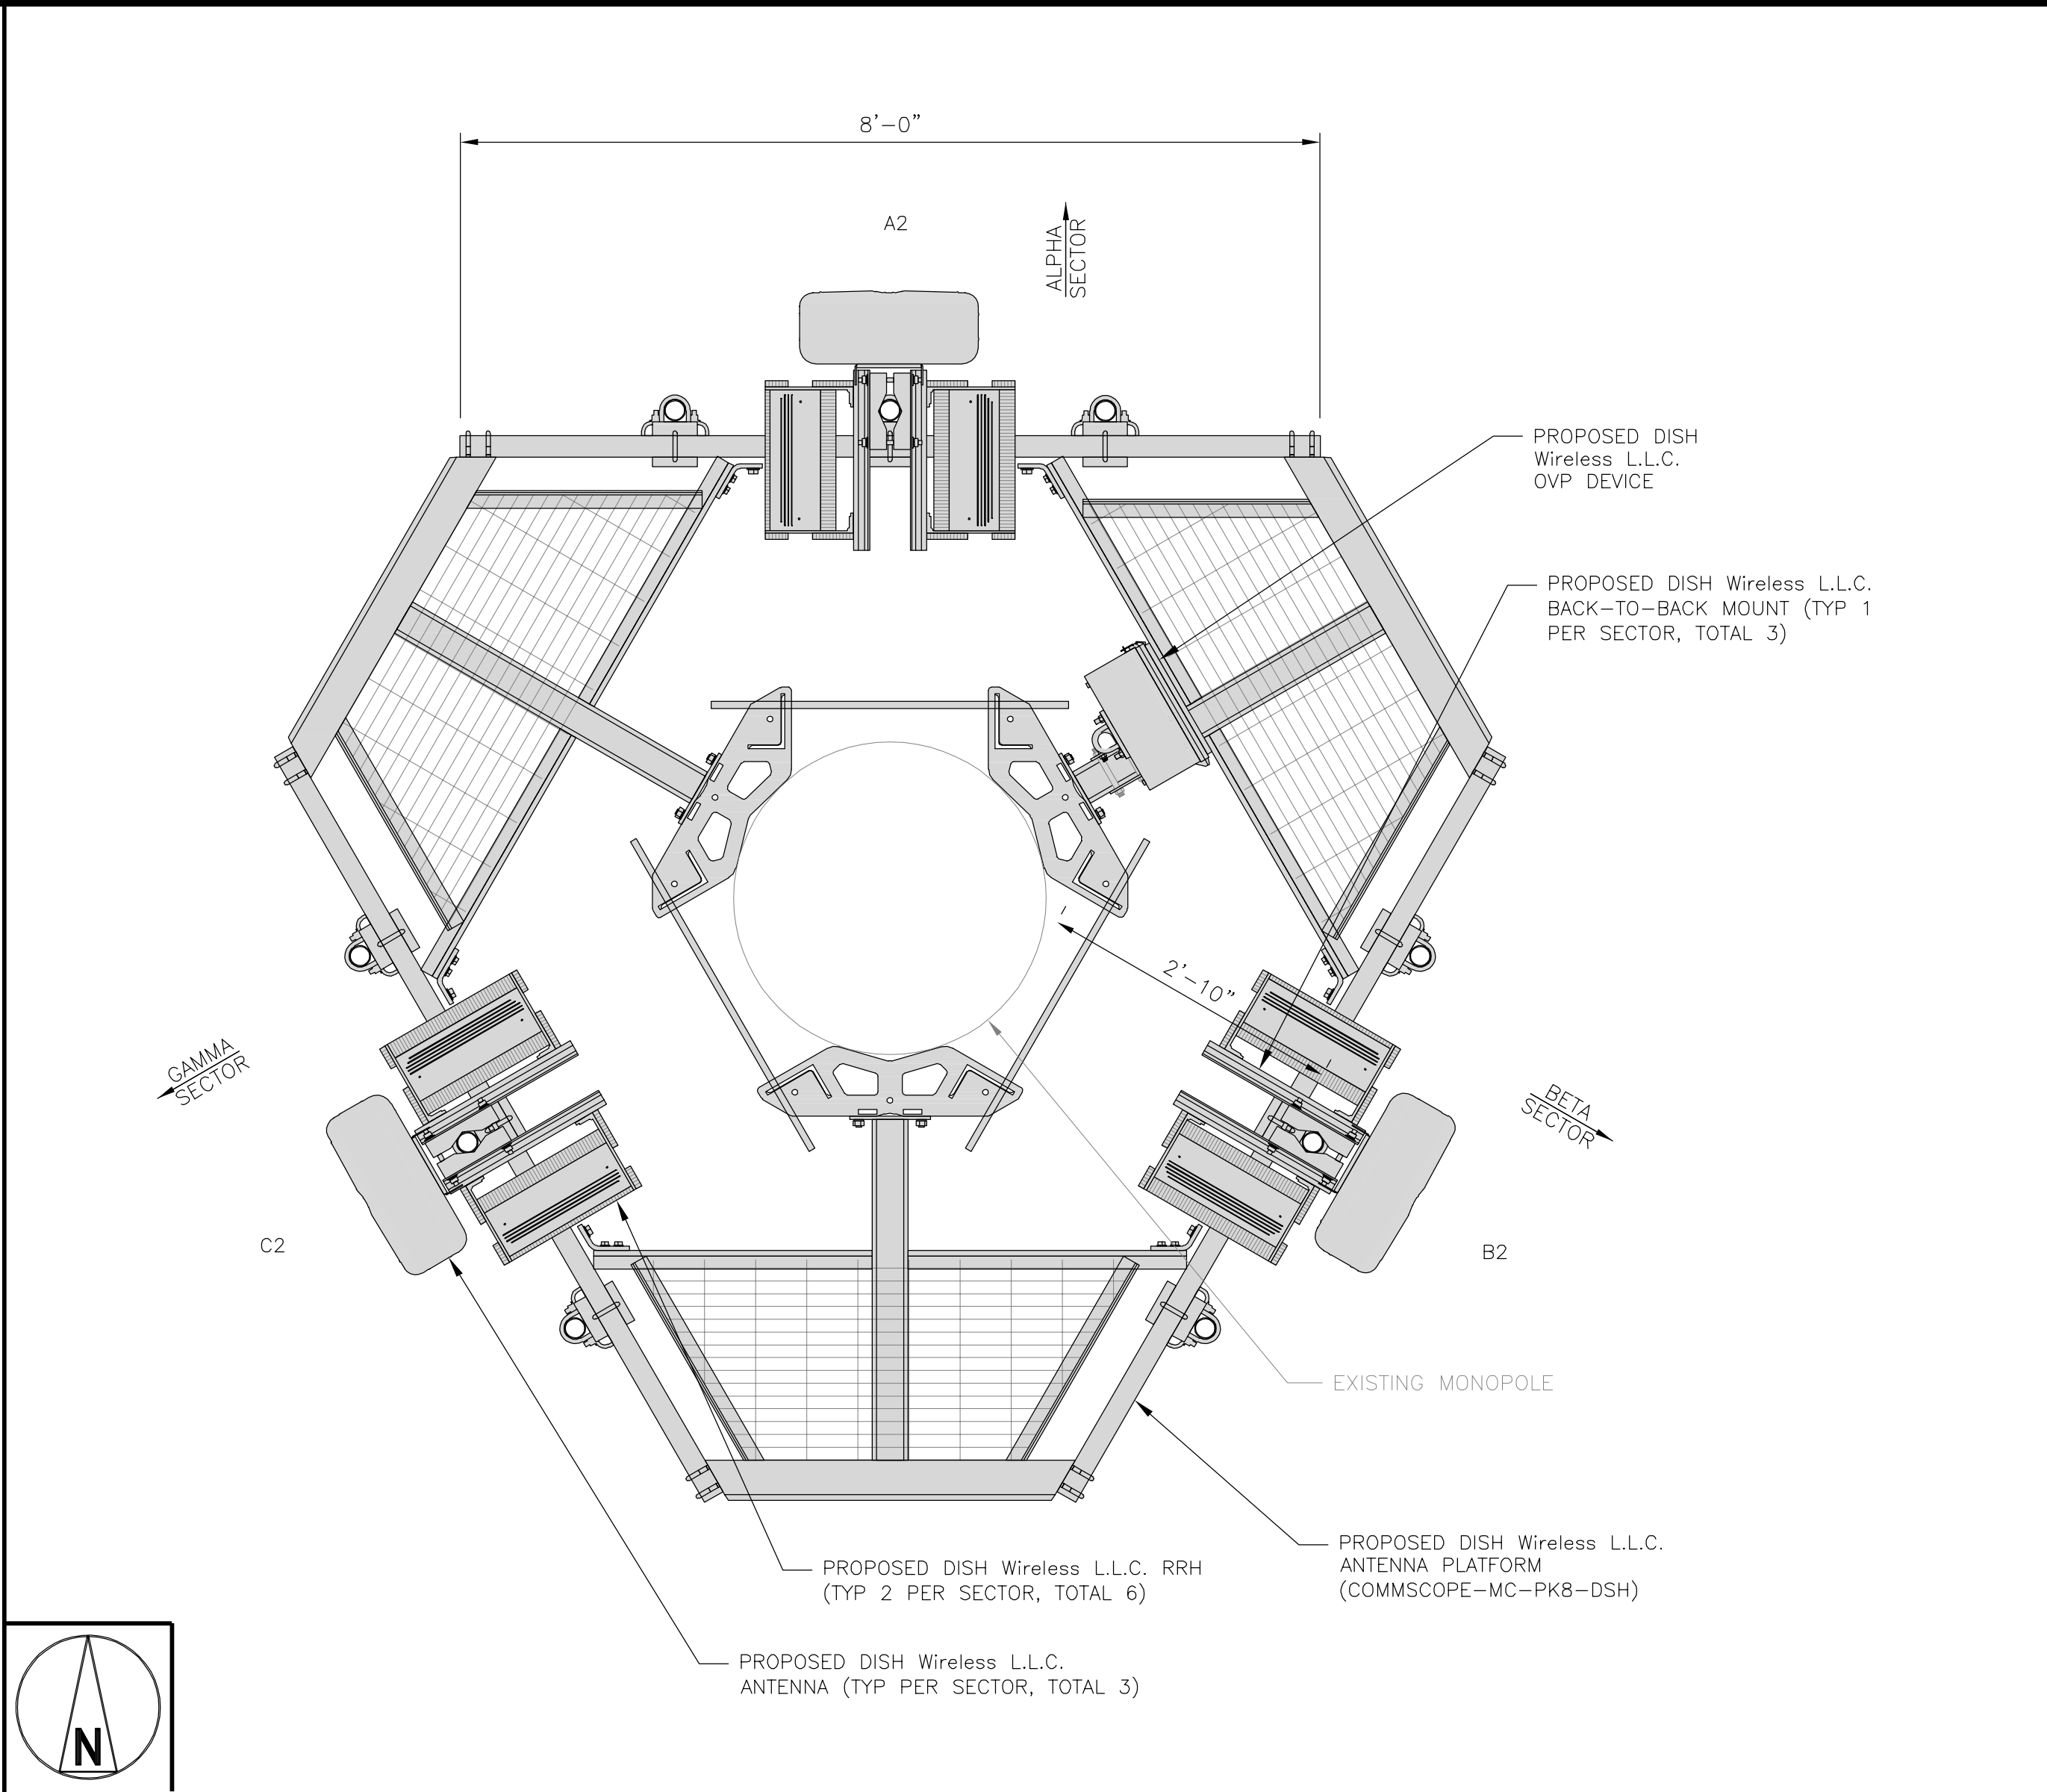 8'-0"
A2
ALPHA
SECTOR
PROPOSED DISH
Wireless L.L.C.
OVP DEVICE
PROPOSED DISH Wireless L.L.C.
BACK-TO-BACK MOUNT (TYP 1
PER SECTOR, TOTAL 3)
2'-10"
GAMMA
SECTOR
BETA
SECTOR
C2
B2
EXISTING MONOPOLE
PROPOSED DISH Wireless L.L.C.
ANTENNA PLATFORM
(COMMSCOPE-MC-PK8-DSH)
PROPOSED DISH Wireless L.L.C. RRH
(TYP 2 PER SECTOR, TOTAL 6)
PROPOSED DISH Wireless L.L.C.
ANTENNA (TYP PER SECTOR, TOTAL 3)
N